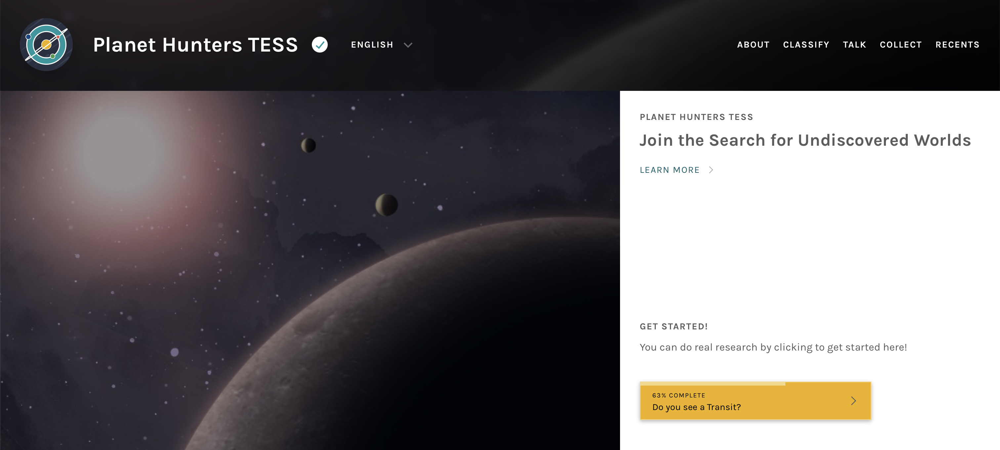 Planet Hunters TESS
ENGLISH
ABOUT CLASSIFY TALK COLLECT RECENTS
PLANET HUNTERS TESS
Join the Search for Undiscovered Worlds
LEARN MORE
GET STARTED!
You can do real research by clicking to get started here!
63% COMPLETE
Do you see a Transit?